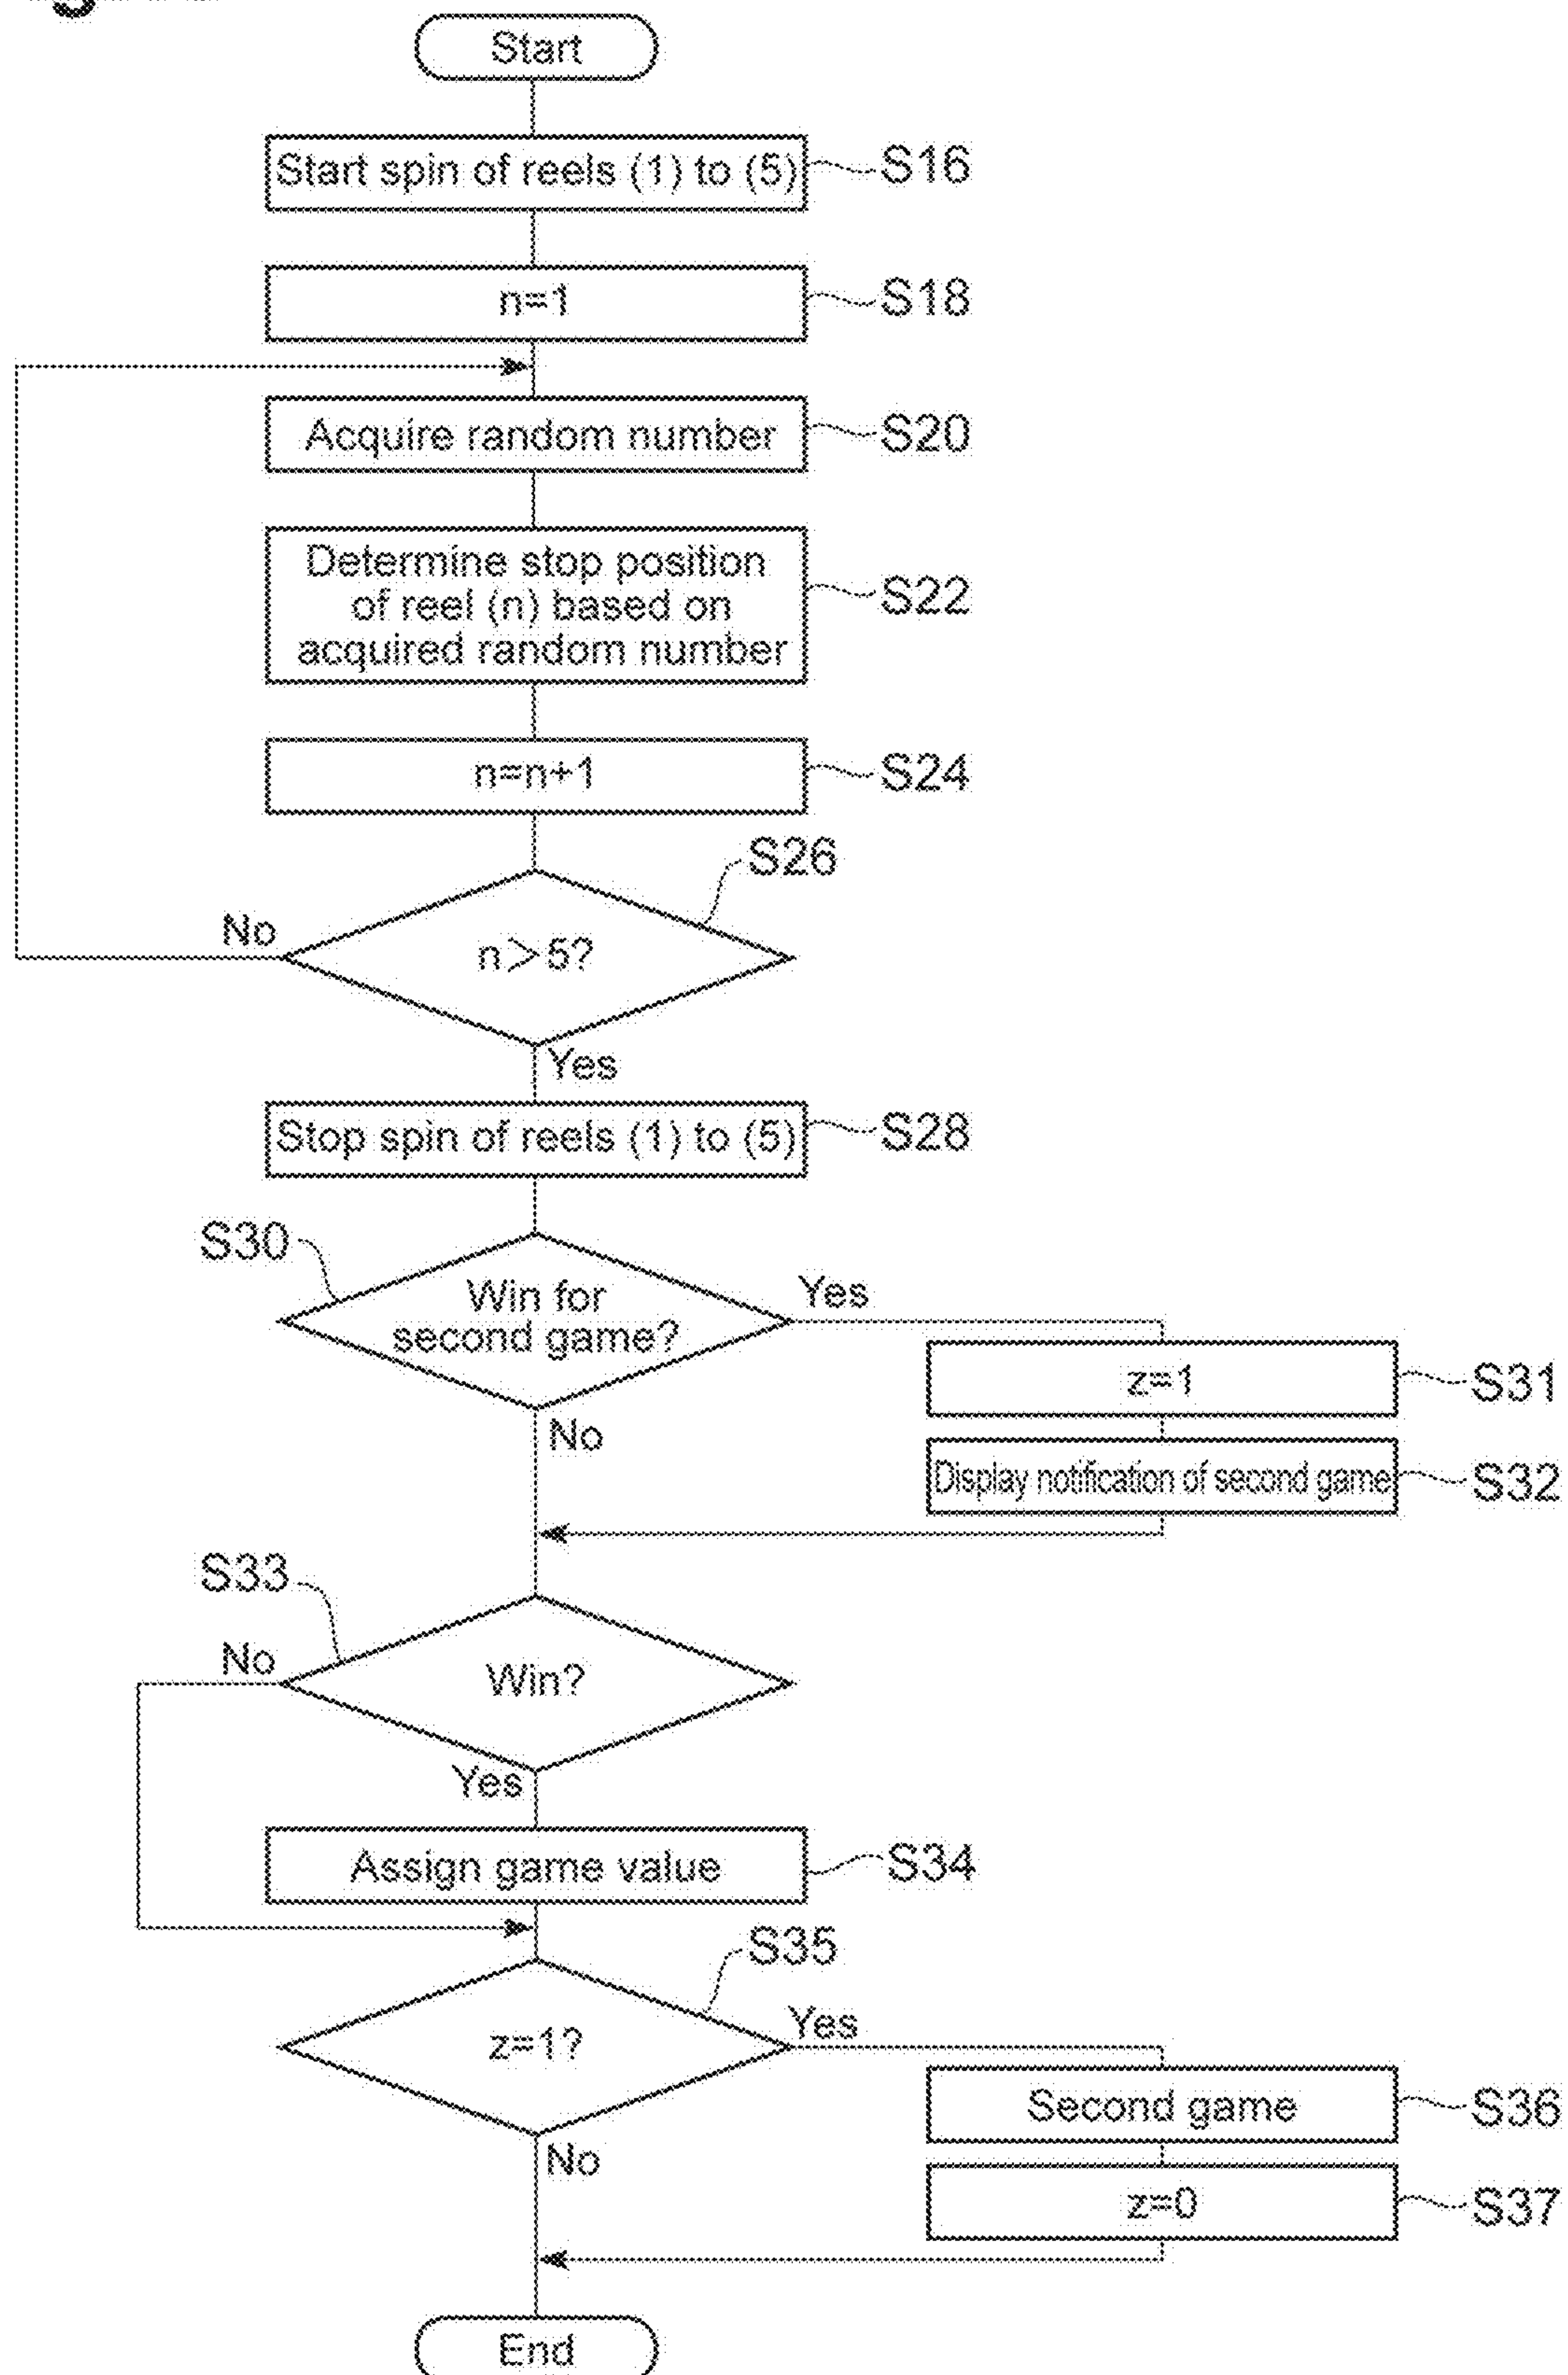 Start
Start spin of reels (1) to (5)
S16
n=1
S18
Acquire random number
S20
Determine stop position
of reel (n) based on
acquired random number
S22
n=n+1
S24
S26
No
n>5?
Yes
Stop spin of reels (1) to (5)
S28
S30
Win for
second game?
Yes
No
z=1
S31
Display notification of second game
S32
S33
No
Win?
Yes
Assign game value
S34
S35
z=1?
Yes
No
Second game
S36
z=0
S37
End